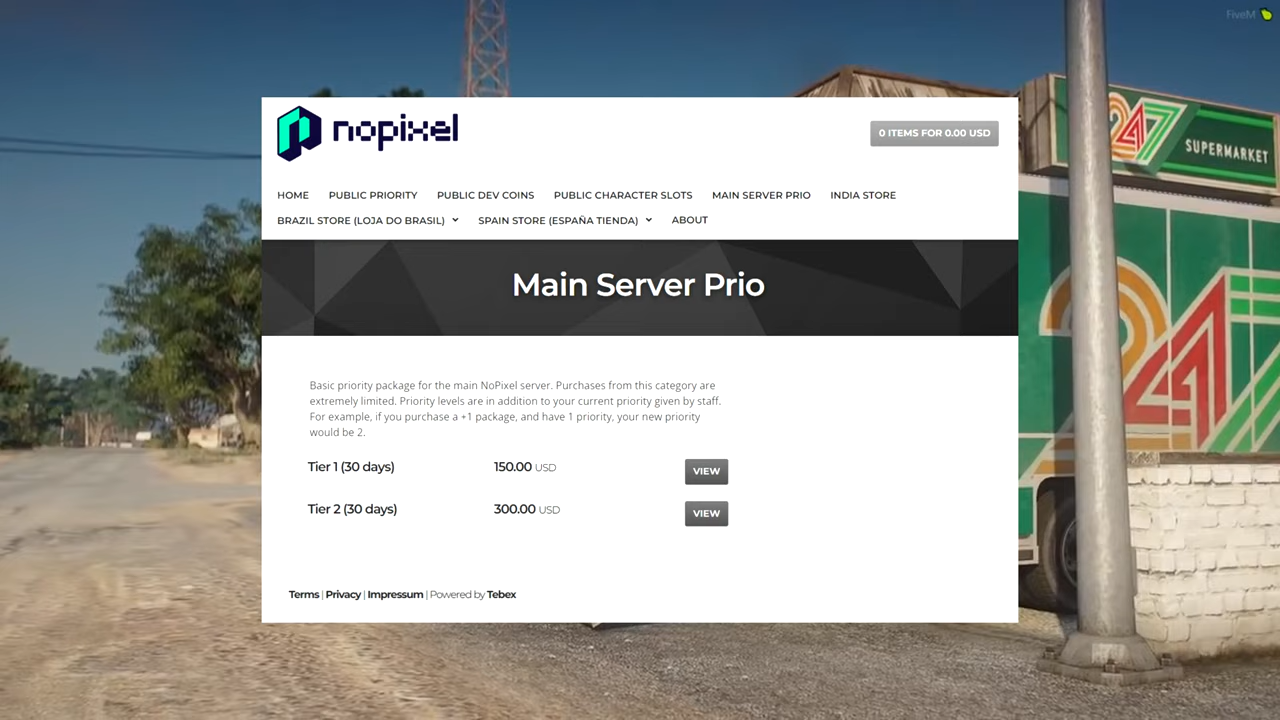 FiveM
nopixel
0 ITEMS FOR 0.00 USD
HOME PUBLIC PRIORITY PUBLIC DEV COINS PUBLIC CHARACTER SLOTS MAIN SERVER PRIO INDIA STORE
BRAZIL STORE (LOJA DO BRASIL) SPAIN STORE (ESPAÑA TIENDA) ABOUT
Main Server Prio
Basic priority package for the main NoPixel server. Purchases from this category are
extremely limited. Priority levels are in addition to your current priority given by staff.
For example, if you purchase a +1 package, and have 1 priority, your new priority
would be 2.
Tier 1 (30 days) 150.00 USD VIEW
Tier 2 (30 days) 300.00 USD VIEW
Terms | Privacy | Impressum | Powered by Tebex
247
SUPERMARKET
247